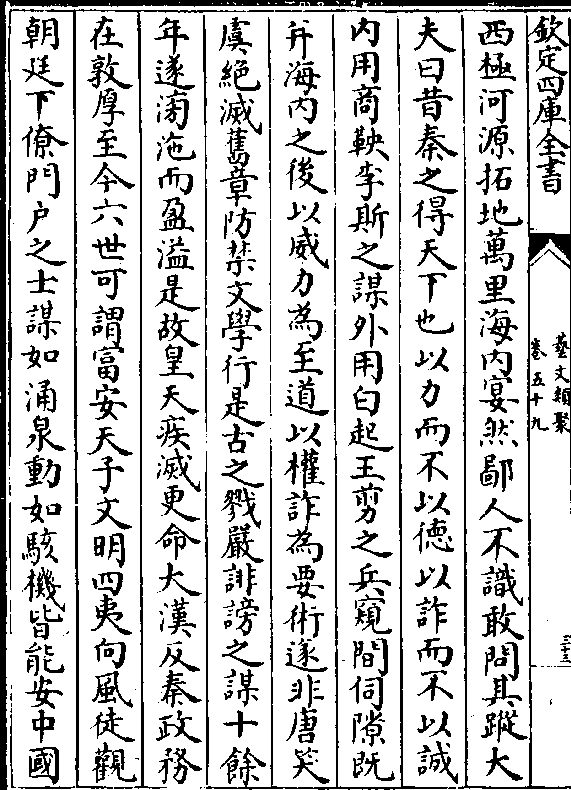 欽定四庫全書
藝文類聚
卷五十九
三十三
西極河源拓地萬里海内宴然鄙人不識敢問其蹤大
夫曰昔秦之得天下也以力而不以徳以詐而不以誠
内用商鞅李斯之謀外用白起王剪之兵窺間伺隙既
并海内之後以威力為至道以權詐為要術遂非唐笑
虞絶滅舊章防禁文學行是古之戮嚴誹謗之謀十餘
年遂滂沲而盈溢是故皇天疾滅更命大漢反秦政務
在敦厚至今六世可謂富安天子文明四夷向風徒觀
朝廷下僚門户之士謀如涌泉動如駭機皆能安中國